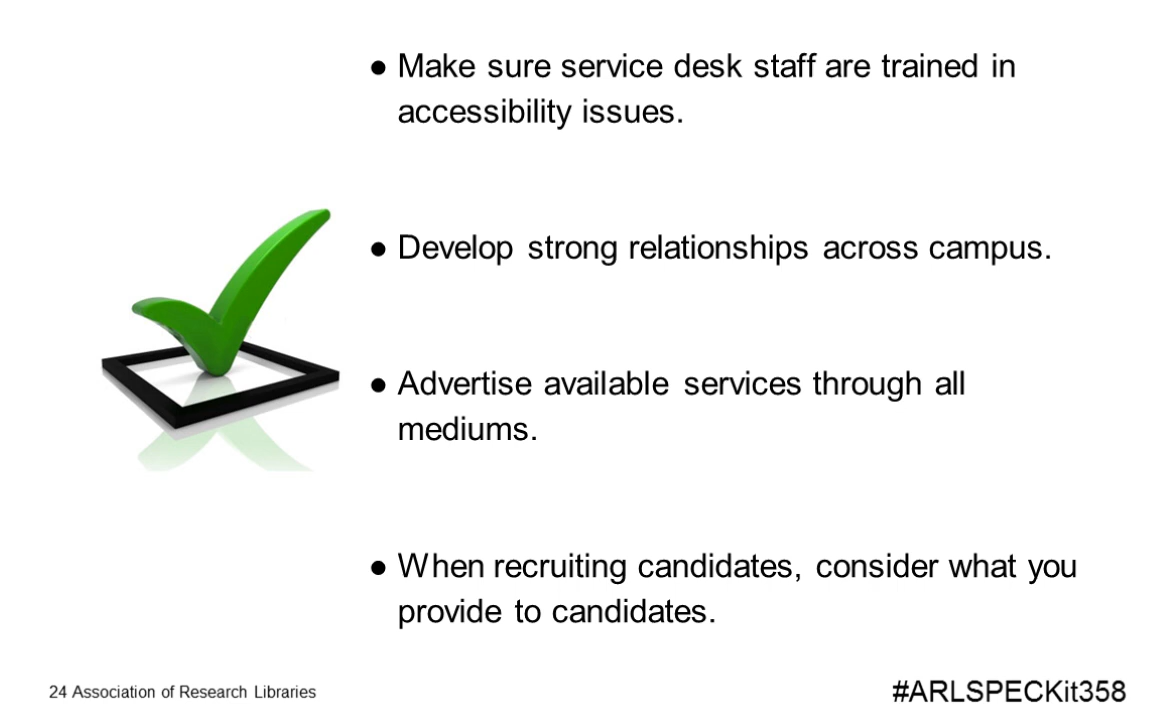 ● Make sure service desk staff are trained in
accessibility issues.
● Develop strong relationships across campus.
● Advertise available services through all
mediums.
● When recruiting candidates, consider what you
provide to candidates.
24 Association of Research Libraries
#ARLSPECKit358